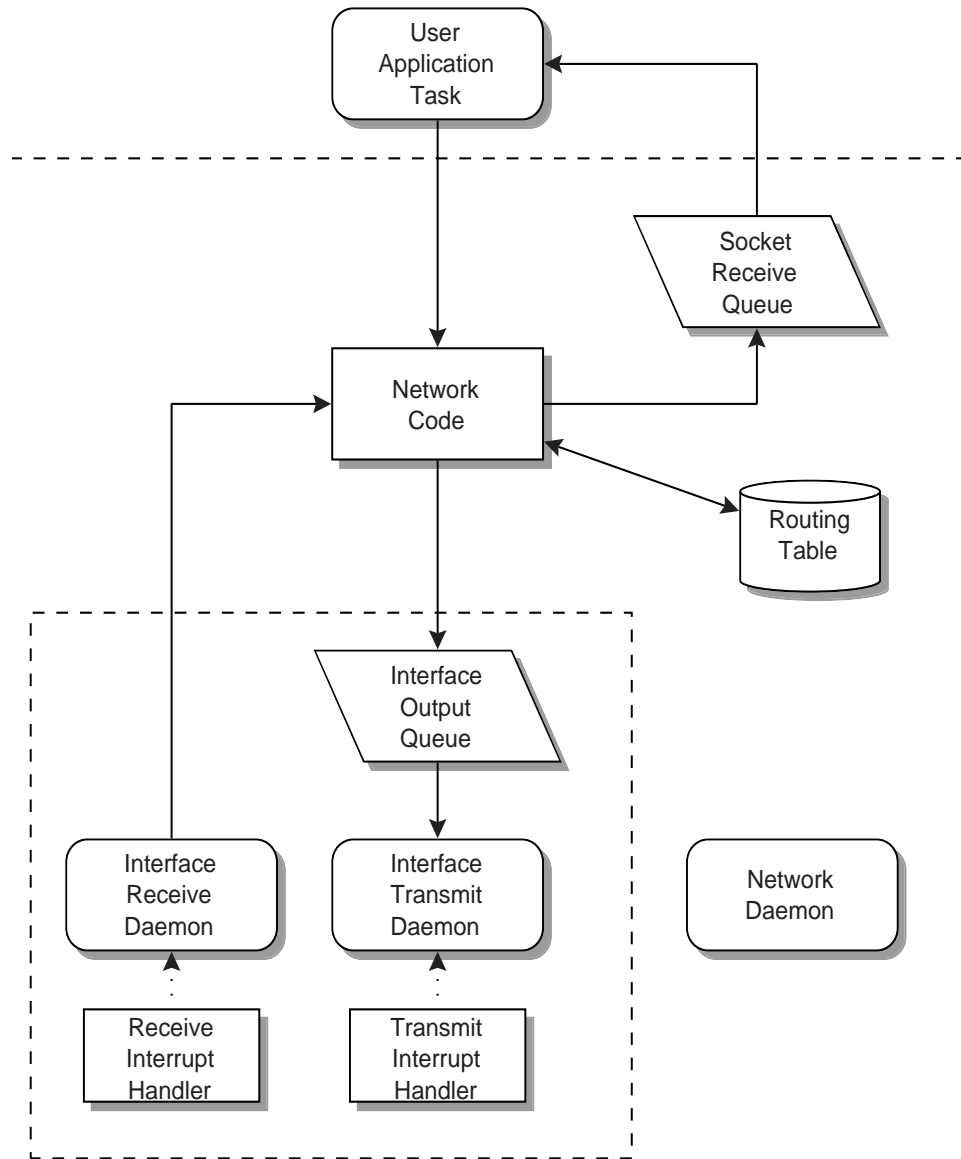 User
Application
Task
Socket
Receive
Queue
Network
Code
Routing
Table
Interface
Output
Queue
Interface
Receive
Daemon
Interface
Transmit
Daemon
Network
Daemon
Receive
Interrupt
Handler
Transmit
Interrupt
Handler